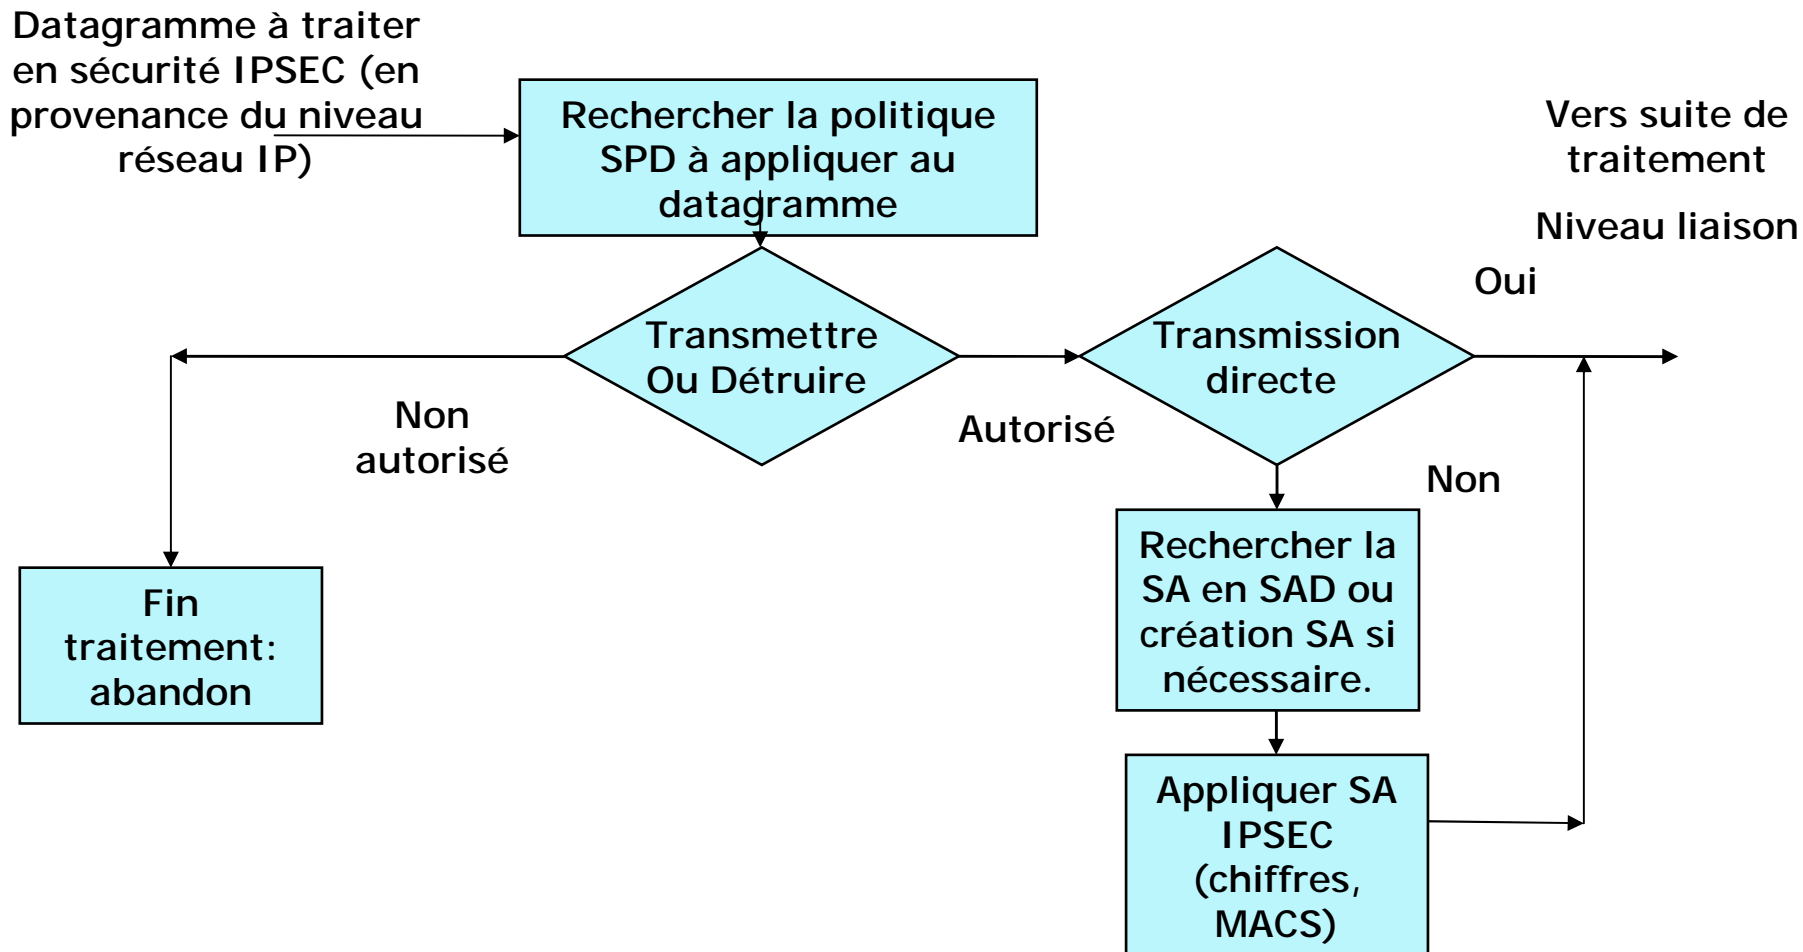 Datagramme à traiter
en sécurité IPSEC (en
provenance du niveau
réseau IP)
Rechercher la politique
SPD à appliquer au
datagramme
Vers suite de
traitement
Niveau liaison
Oui
Transmettre
Ou Détruire
Transmission
directe
Non
autorisé
Autorisé
Non
Rechercher la
SA en SAD ou
création SA si
nécessaire.
Fin
traitement:
abandon
Appliquer SA
IPSEC
(chiffres,
MACS)